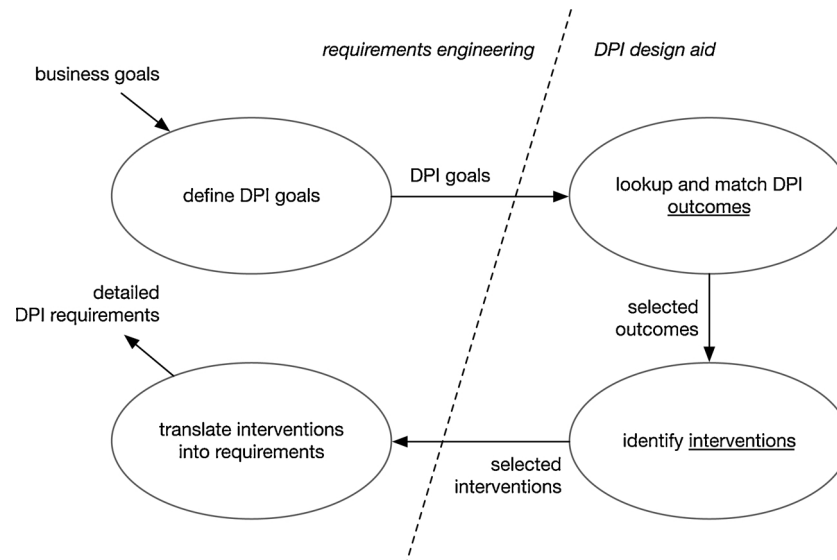 requirements engineering
DPI design aid
business goals
define DPI goals
DPI goals
lookup and match DPI
outcomes
selected
outcomes
detailed
DPI requirements
translate interventions
into requirements
identify interventions
selected
interventions